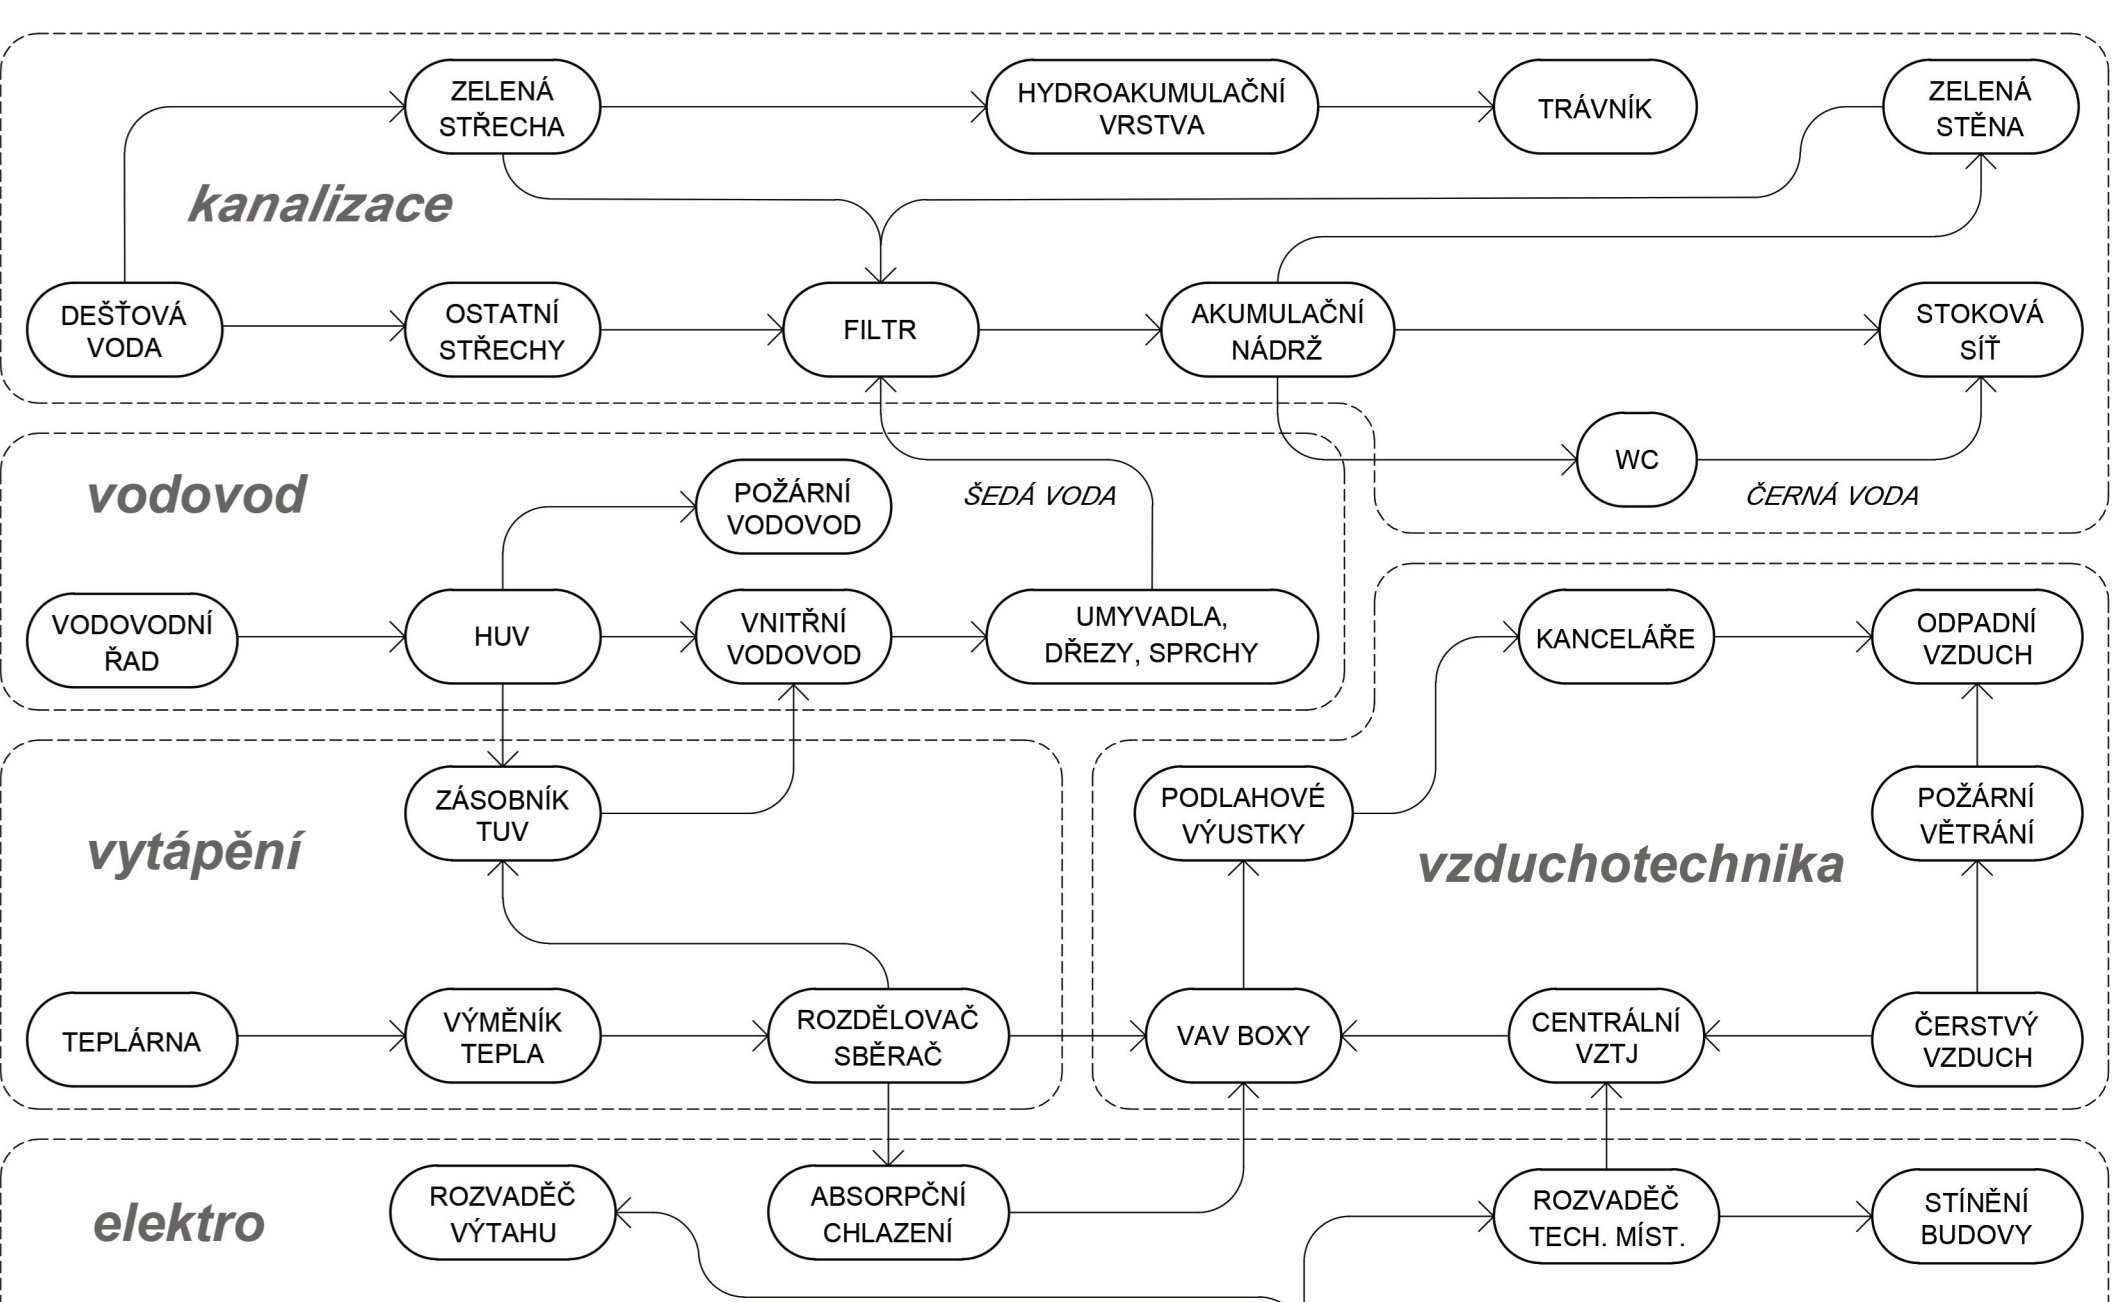 ZELENÁ
STŘECHA
HYDROAKUMULAČNÍ
VRSTVA
TRÁVNÍK
ZELENÁ
STĚNA
kanalizace
DEŠŤOVÁ
VODA
OSTATNÍ
STŘECHY
FILTR
AKUMULAČNÍ
NÁDRŽ
STOKOVÁ
SÍŤ
WC
ČERNÁ VODA
vodovod
POŽÁRNÍ
VODOVOD
ŠEDÁ VODA
VODOVODNÍ
ŘAD
HUV
VNITŘNÍ
VODOVOD
UMYVADLA,
DŘEZY, SPRCHY
KANCELÁŘE
ODPADNÍ
VZDUCH
vytápění
ZÁSOBNÍK
TUV
PODLAHOVÉ
VÝUSTKY
vzduchotechnika
POŽÁRNÍ
VĚTRÁNÍ
TEPLÁRNA
VÝMĚNÍK
TEPLA
ROZDĚLOVAČ
SBĚRAČ
VAV BOXY
CENTRÁLNÍ
VZTJ
ČERSTVÝ
VZDUCH
elektro
ROZVADĚČ
VÝTAHU
ABSORPČNÍ
CHLAZENÍ
ROZVADĚČ
TECH. MÍST.
STÍNĚNÍ
BUDOVY